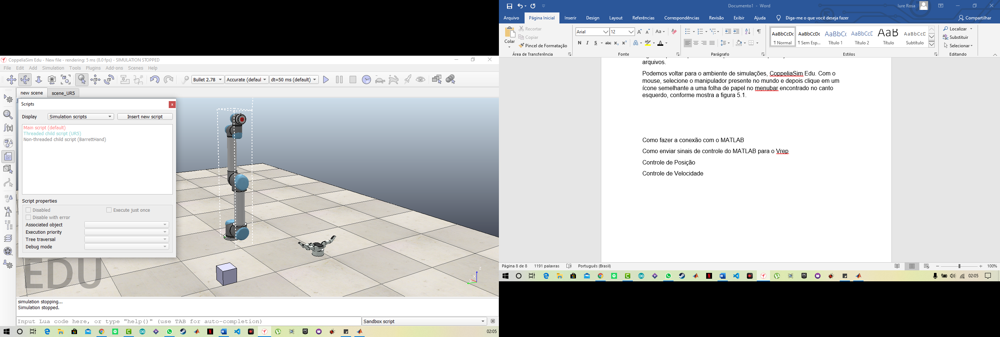 CoppeliaSim Edu - New file - rendering: 5 ms (8.0 fps) - SIMULATION STOPPED
File Edit Add Simulation Tools Plugins Add-ons Scenes Help
Bullet 2.78 Accurate (defaul dt=50 ms (default)
new scene scene_UR5
Scripts
Display Simulation scripts Insert new script
Main script (default)
Threaded child script (UR5)
Non-threaded child script (BarrettHand)
Script properties
Disabled Execute just once
Disable with error
Associated object
Execution priority
Tree traversal
Debug mode
EDU
simulation stopping...
Simulation stopped.
Input Lua code here, or type "help()" (use TAB for auto-completion) Sandbox script
02:05
Documento1 - Word Iure Rosa
Arquivo Página Inicial Inserir Design Layout Referências Correspondências Revisão Exibir Ajuda Diga-me o que você deseja fazer Compartilhar
Colar Recortar Copiar Pincel de Formatação
Área de Transferência
Arial 12
N I S abc x₂ x²
Fonte
Parágrafo
AaBbCcDc AaBbCcDc AaBbCc AaBbCcE AaB AaBbCcD
¶ Normal ¶ Sem Esp... Título 1 Título 2 Título Subtítulo
Estilos
Localizar
Substituir
Selecionar
Editando
arquivos.
Podemos voltar para o ambiente de simulações, CoppeliaSim Edu. Com o
mouse, selecione o manipulador presente no mundo e depois clique em um
ícone semelhante a uma folha de papel no menubar encontrado no canto
esquerdo, conforme mostra a figura 5.1.
Como fazer a conexão com o MATLAB
Como enviar sinais de controle do MATLAB para o Vrep
Controle de Posição
Controle de Velocidade
Página 8 de 8 1191 palavras Português (Brasil) 100%
02:05